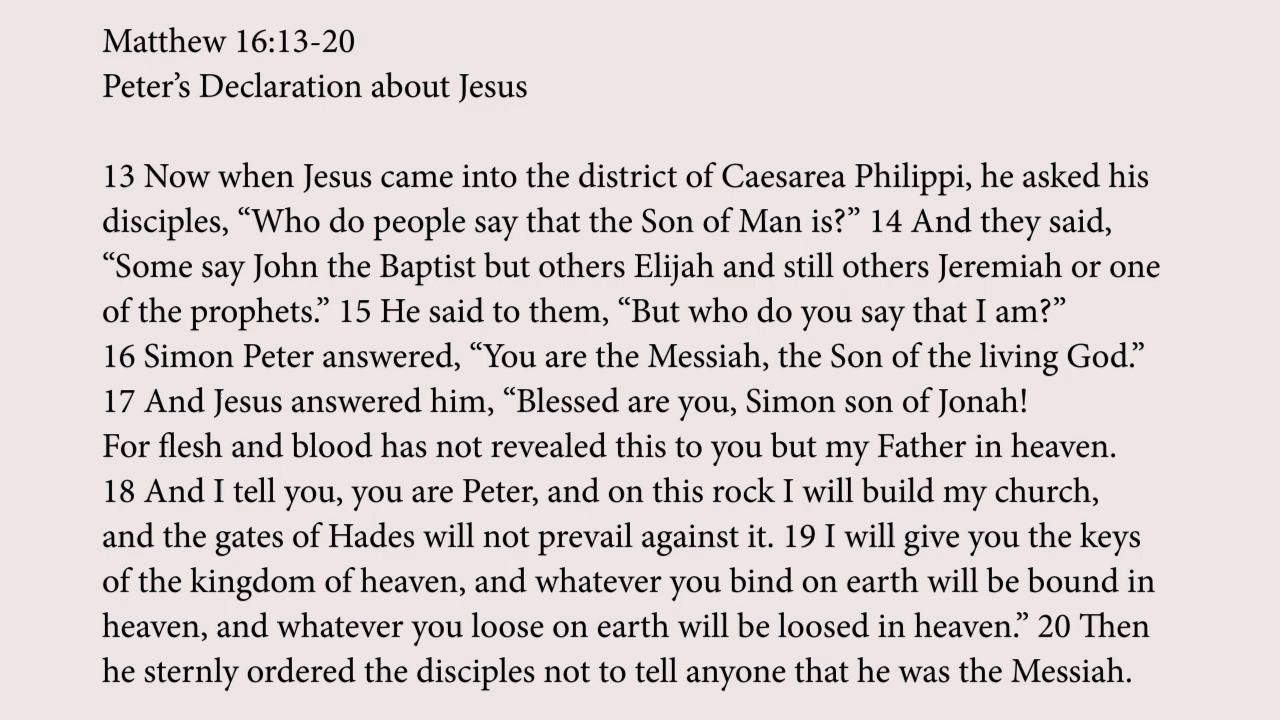 Matthew 16:13-20
Peter’s Declaration about Jesus
13 Now when Jesus came into the district of Caesarea Philippi, he asked his
disciples, “Who do people say that the Son of Man is?” 14 And they said,
“Some say John the Baptist but others Elijah and still others Jeremiah or one
of the prophets.” 15 He said to them, “But who do you say that I am?”
16 Simon Peter answered, “You are the Messiah, the Son of the living God.”
17 And Jesus answered him, “Blessed are you, Simon son of Jonah!
For flesh and blood has not revealed this to you but my Father in heaven.
18 And I tell you, you are Peter, and on this rock I will build my church,
and the gates of Hades will not prevail against it. 19 I will give you the keys
of the kingdom of heaven, and whatever you bind on earth will be bound in
heaven, and whatever you loose on earth will be loosed in heaven.” 20 Then
he sternly ordered the disciples not to tell anyone that he was the Messiah.